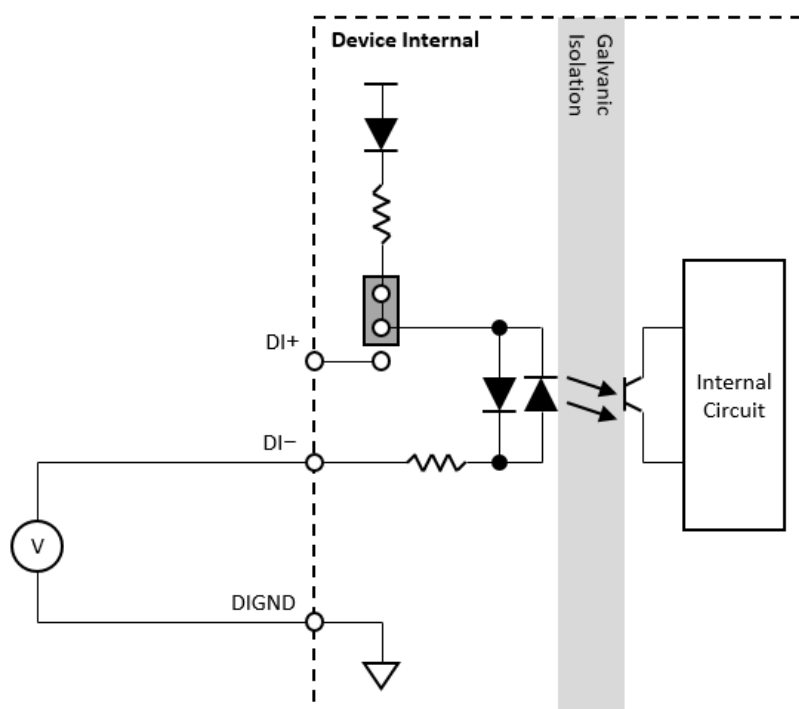 Device Internal
Galvanic
Isolation
DI+
Internal
Circuit
DI−
V
DIGND